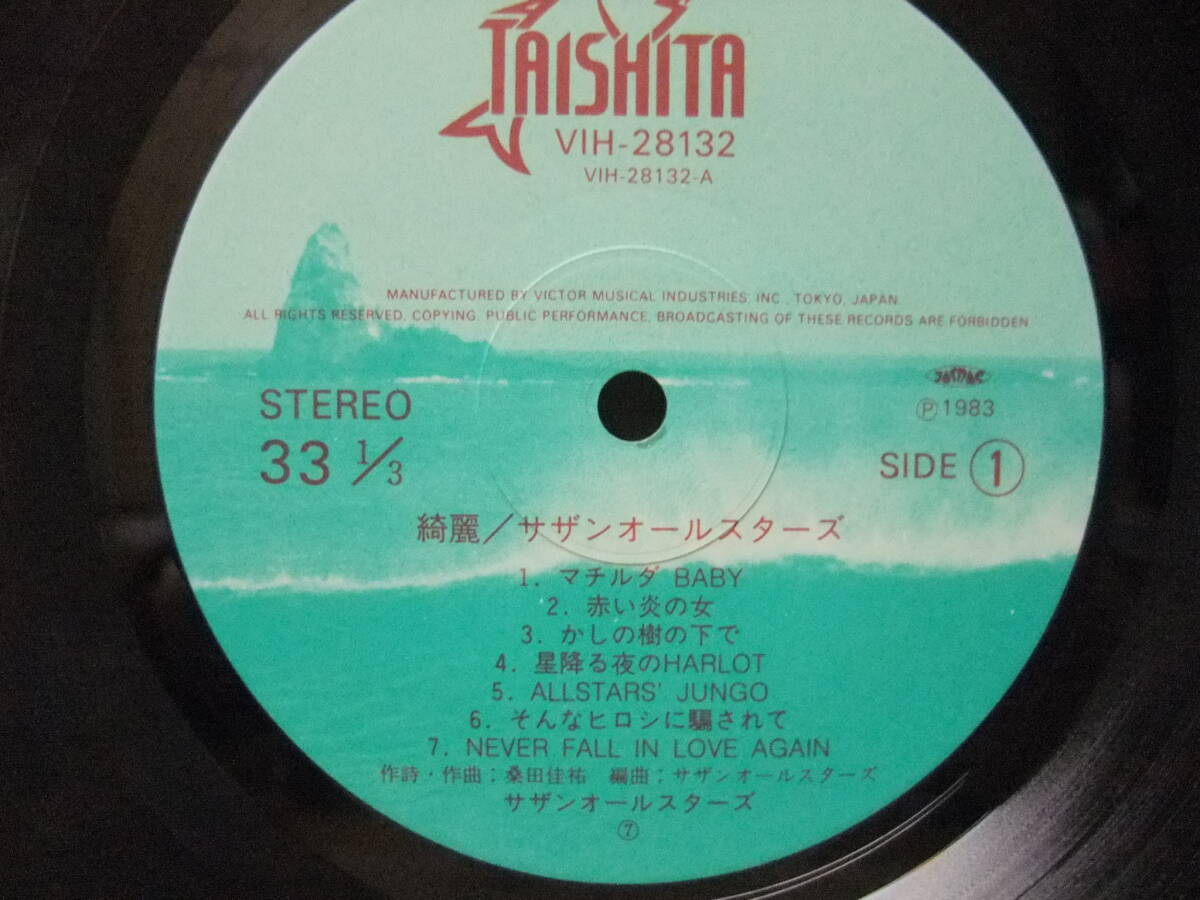 TAISHITA
VIH-28132
VIH-28132-A
MANUFACTURED BY VICTOR MUSICAL INDUSTRIES, INC., TOKYO, JAPAN
ALL RIGHTS RESERVED. COPYING, PUBLIC PERFORMANCE, BROADCASTING OF THESE RECORDS ARE FORBIDDEN
JASRAC
Ⓟ1983
STEREO
33 1/3
SIDE ①
綺麗／サザンオールスターズ
1. マチルダ BABY
2. 赤い炎の女
3. かしの樹の下で
4. 星降る夜のHARLOT
5. ALLSTARS' JUNGO
6. そんなヒロシに騙されて
7. NEVER FALL IN LOVE AGAIN
作詩・作曲：桑田佳祐 編曲：サザンオールスターズ
サザンオールスターズ
⑦